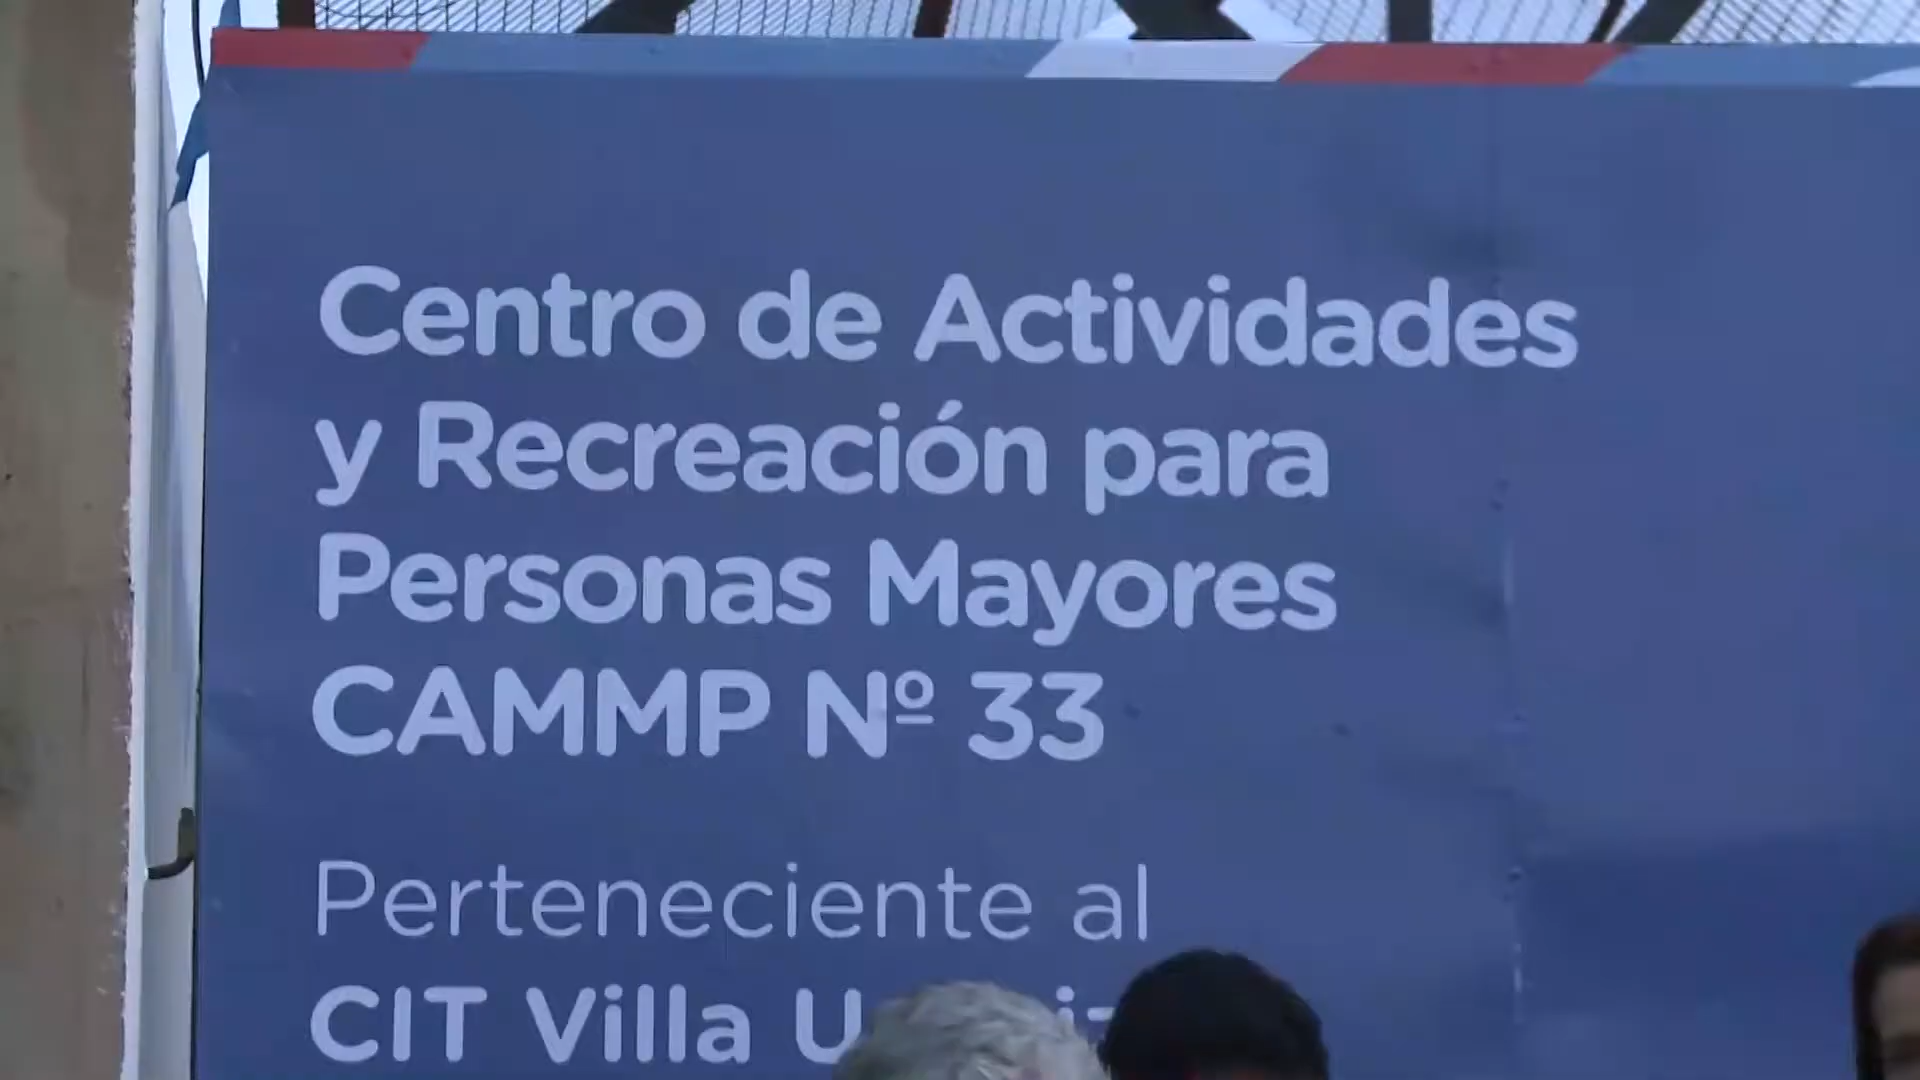 Centro de Actividades
y Recreación para
Personas Mayores
CAMMP Nº 33
Perteneciente al
CIT Villa